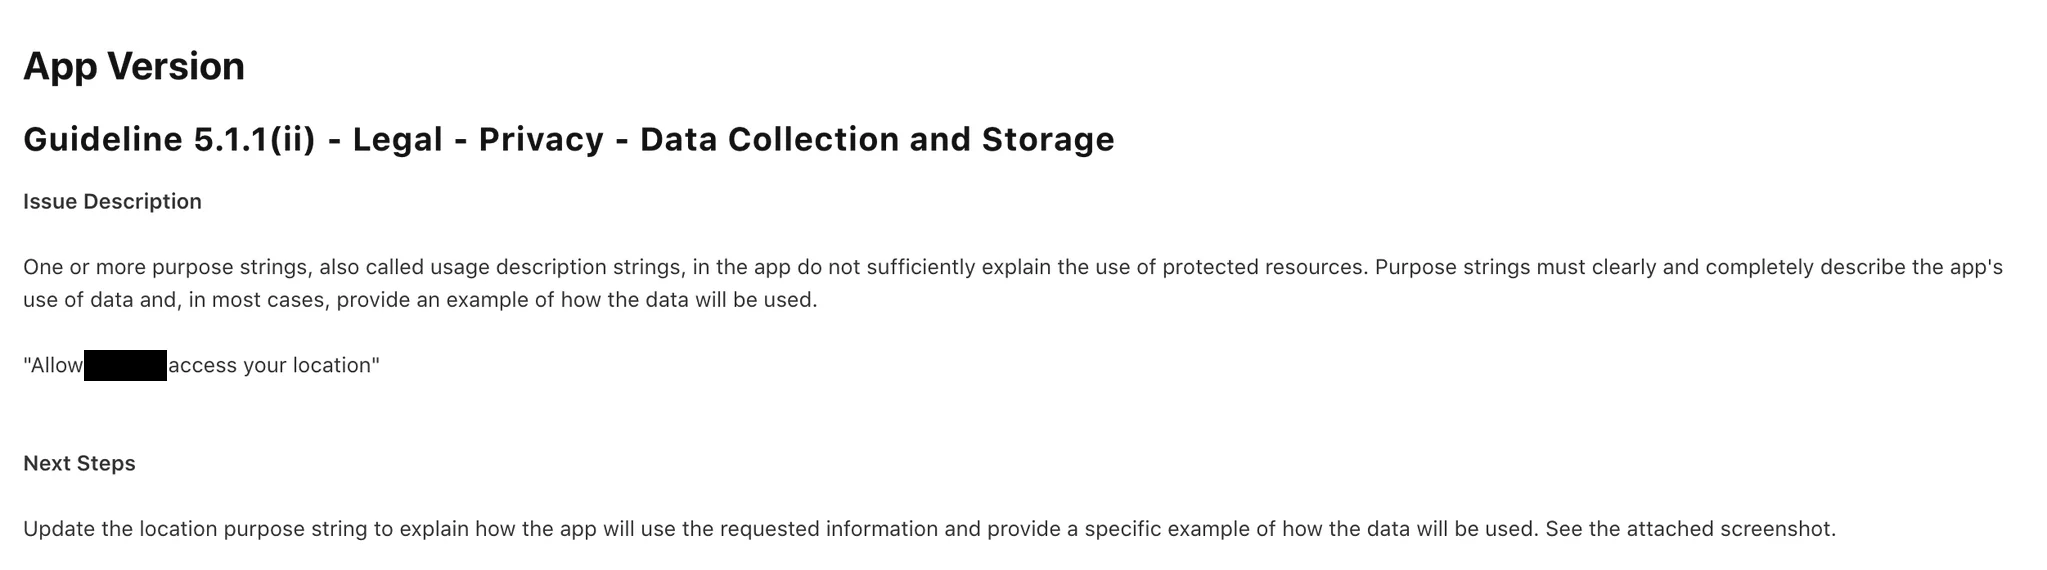 App Version
Guideline 5.1.1(ii) - Legal - Privacy - Data Collection and Storage
Issue Description
One or more purpose strings, also called usage description strings, in the app do not sufficiently explain the use of protected resources. Purpose strings must clearly and completely describe the app's
use of data and, in most cases, provide an example of how the data will be used.
"Allow access your location"
Next Steps
Update the location purpose string to explain how the app will use the requested information and provide a specific example of how the data will be used. See the attached screenshot.